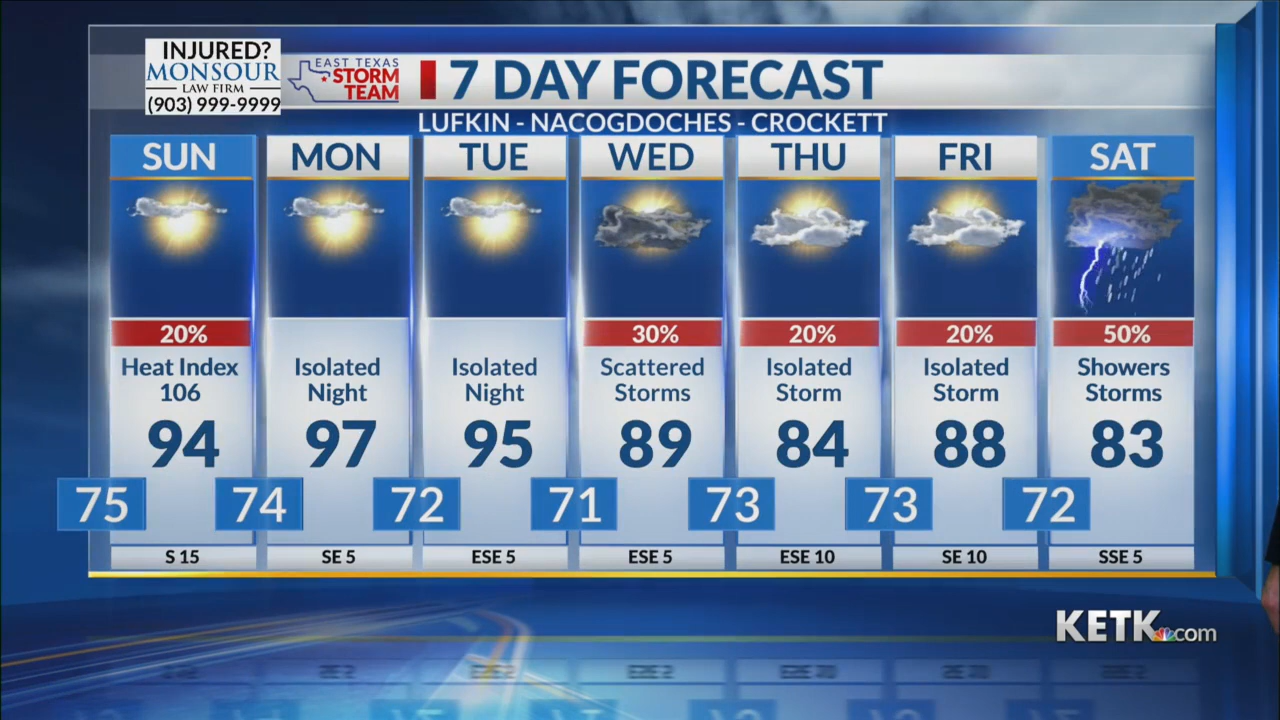 INJURED?
MONSOUR
LAW FIRM
(903) 999-9999
EAST TEXAS
STORM
TEAM
7 DAY FORECAST
LUFKIN - NACOGDOCHES - CROCKETT
SUN MON TUE WED THU FRI SAT
20% 30% 20% 20% 50%
Heat Index Isolated Isolated Scattered Isolated Isolated Showers
106 Night Night Storms Storm Storm Storms
94 97 95 89 84 88 83
75 74 72 71 73 73 72
S 15 SE 5 ESE 5 ESE 5 ESE 10 SE 10 SSE 5
KETK.com